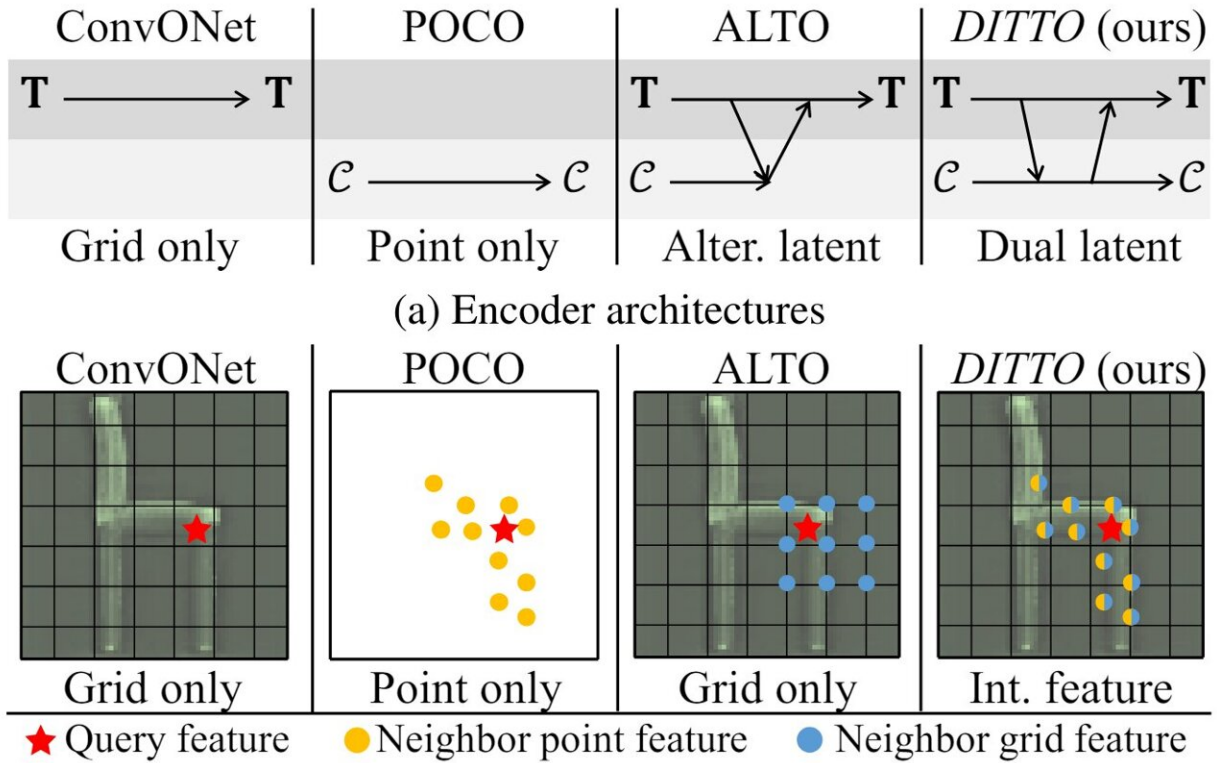 ConvONet POCO ALTO DITTO (ours)
T T T T T T
C C C C C
Grid only Point only Alter. latent Dual latent
(a) Encoder architectures
ConvONet POCO ALTO DITTO (ours)
Grid only Point only Grid only Int. feature
Query feature Neighbor point feature Neighbor grid feature